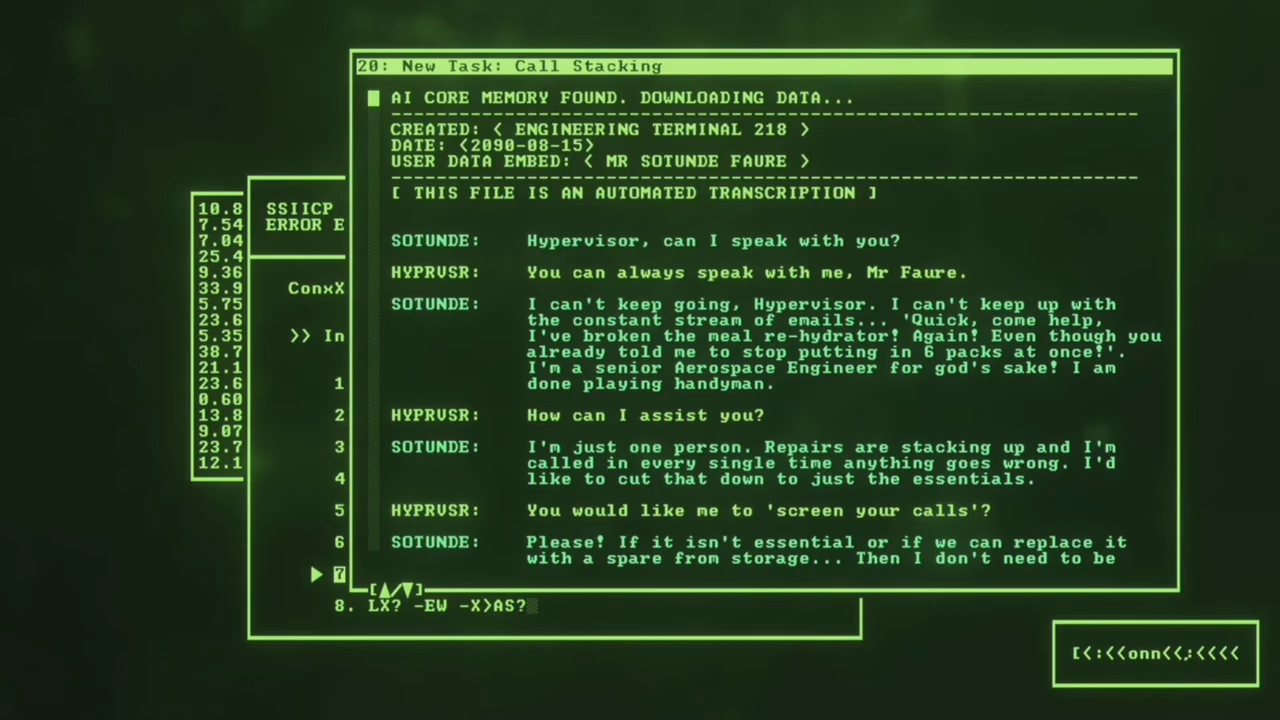 20: New Task: Call Stacking
AI CORE MEMORY FOUND. DOWNLOADING DATA...
CREATED: < ENGINEERING TERMINAL 218 >
DATE: <2090-08-15>
USER DATA EMBED: < MR SOTUNDE FAURE >
[ THIS FILE IS AN AUTOMATED TRANSCRIPTION ]
SOTUNDE: Hypervisor, can I speak with you?
HYPRVSR: You can always speak with me, Mr Faure.
SOTUNDE: I can't keep going, Hypervisor. I can't keep up with
the constant stream of emails... 'Quick, come help,
I've broken the meal re-hydrator! Again! Even though you
already told me to stop putting in 6 packs at once!'.
I'm a senior Aerospace Engineer for god's sake! I am
done playing handyman.
HYPRVSR: How can I assist you?
SOTUNDE: I'm just one person. Repairs are stacking up and I'm
called in every single time anything goes wrong. I'd
like to cut that down to just the essentials.
HYPRVSR: You would like me to 'screen your calls'?
SOTUNDE: Please! If it isn't essential or if we can replace it
with a spare from storage... Then I don't need to be
[▲/▼]
10.8
7.54
7.04
25.4
9.36
33.9
5.75
23.6
5.35
38.7
21.1
23.6
0.60
13.8
9.07
23.7
12.1
SSIICP
ERROR E
ConxX
>> In
1
2
3
4
5
6
▶ 7
8. LX? -EW -X>AS?
[<:<<onn<<;:<<<<